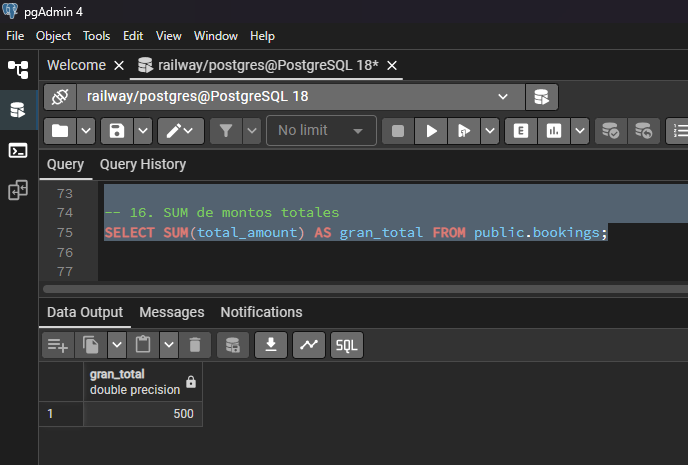 pgAdmin 4
File Object Tools Edit View Window Help
Welcome railway/postgres@PostgreSQL 18*
railway/postgres@PostgreSQL 18
No limit
E
Query Query History
73
74 -- 16. SUM de montos totales
75 SELECT SUM(total_amount) AS gran_total FROM public.bookings;
76
77
Data Output Messages Notifications
SQL
gran_total
double precision
1 500